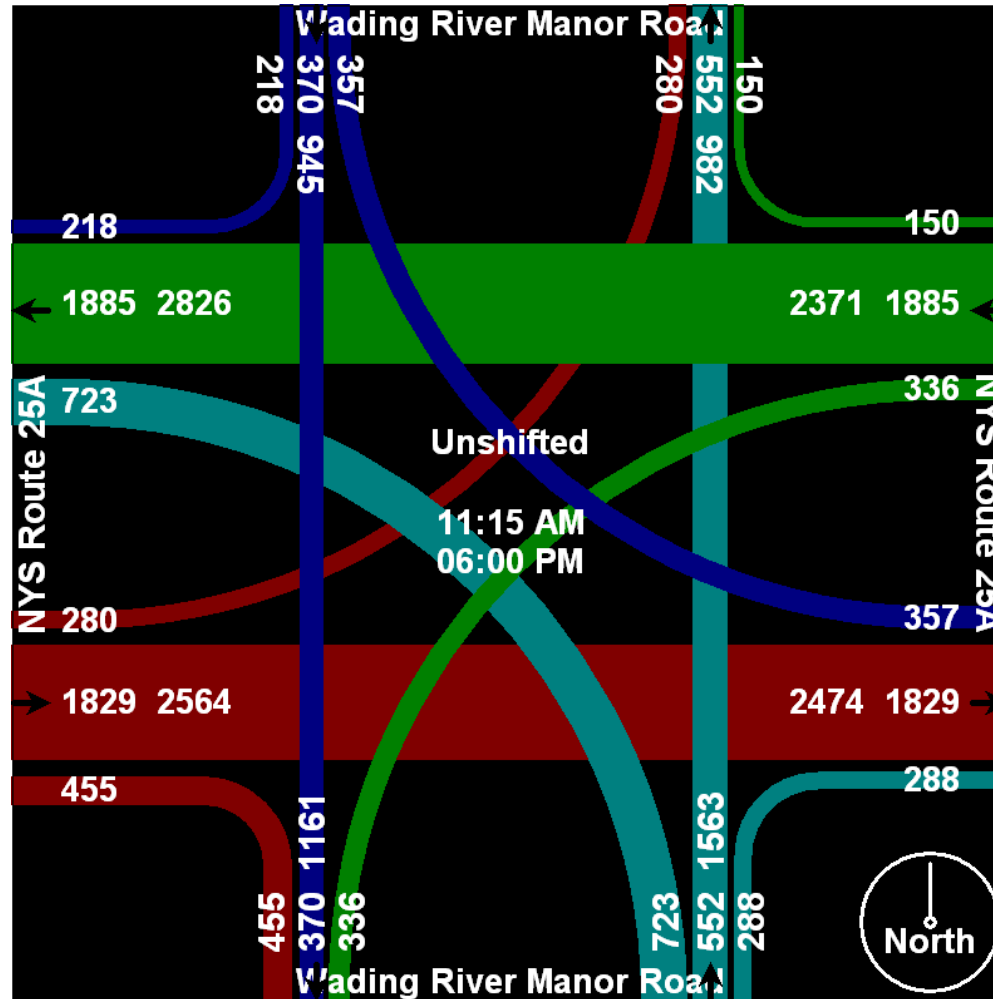 Wading River Manor Road
218 370 357 280 552 150
945 982
218 150
1885 2826 2371 1885
723 336
NYS Route 25A NYS Route 25A
Unshifted
11:15 AM
06:00 PM
280 357
1829 2564 2474 1829
455 288
1161 1563
455 370 336 723 552 288
North
Wading River Manor Road